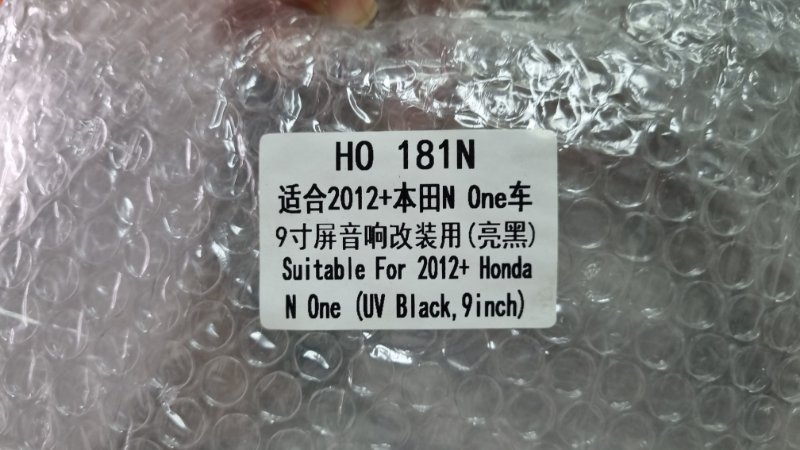 HO 181N
适合2012+本田N One车
9寸屏音响改装用(亮黑)
Suitable For 2012+ Honda
N One (UV Black,9inch)